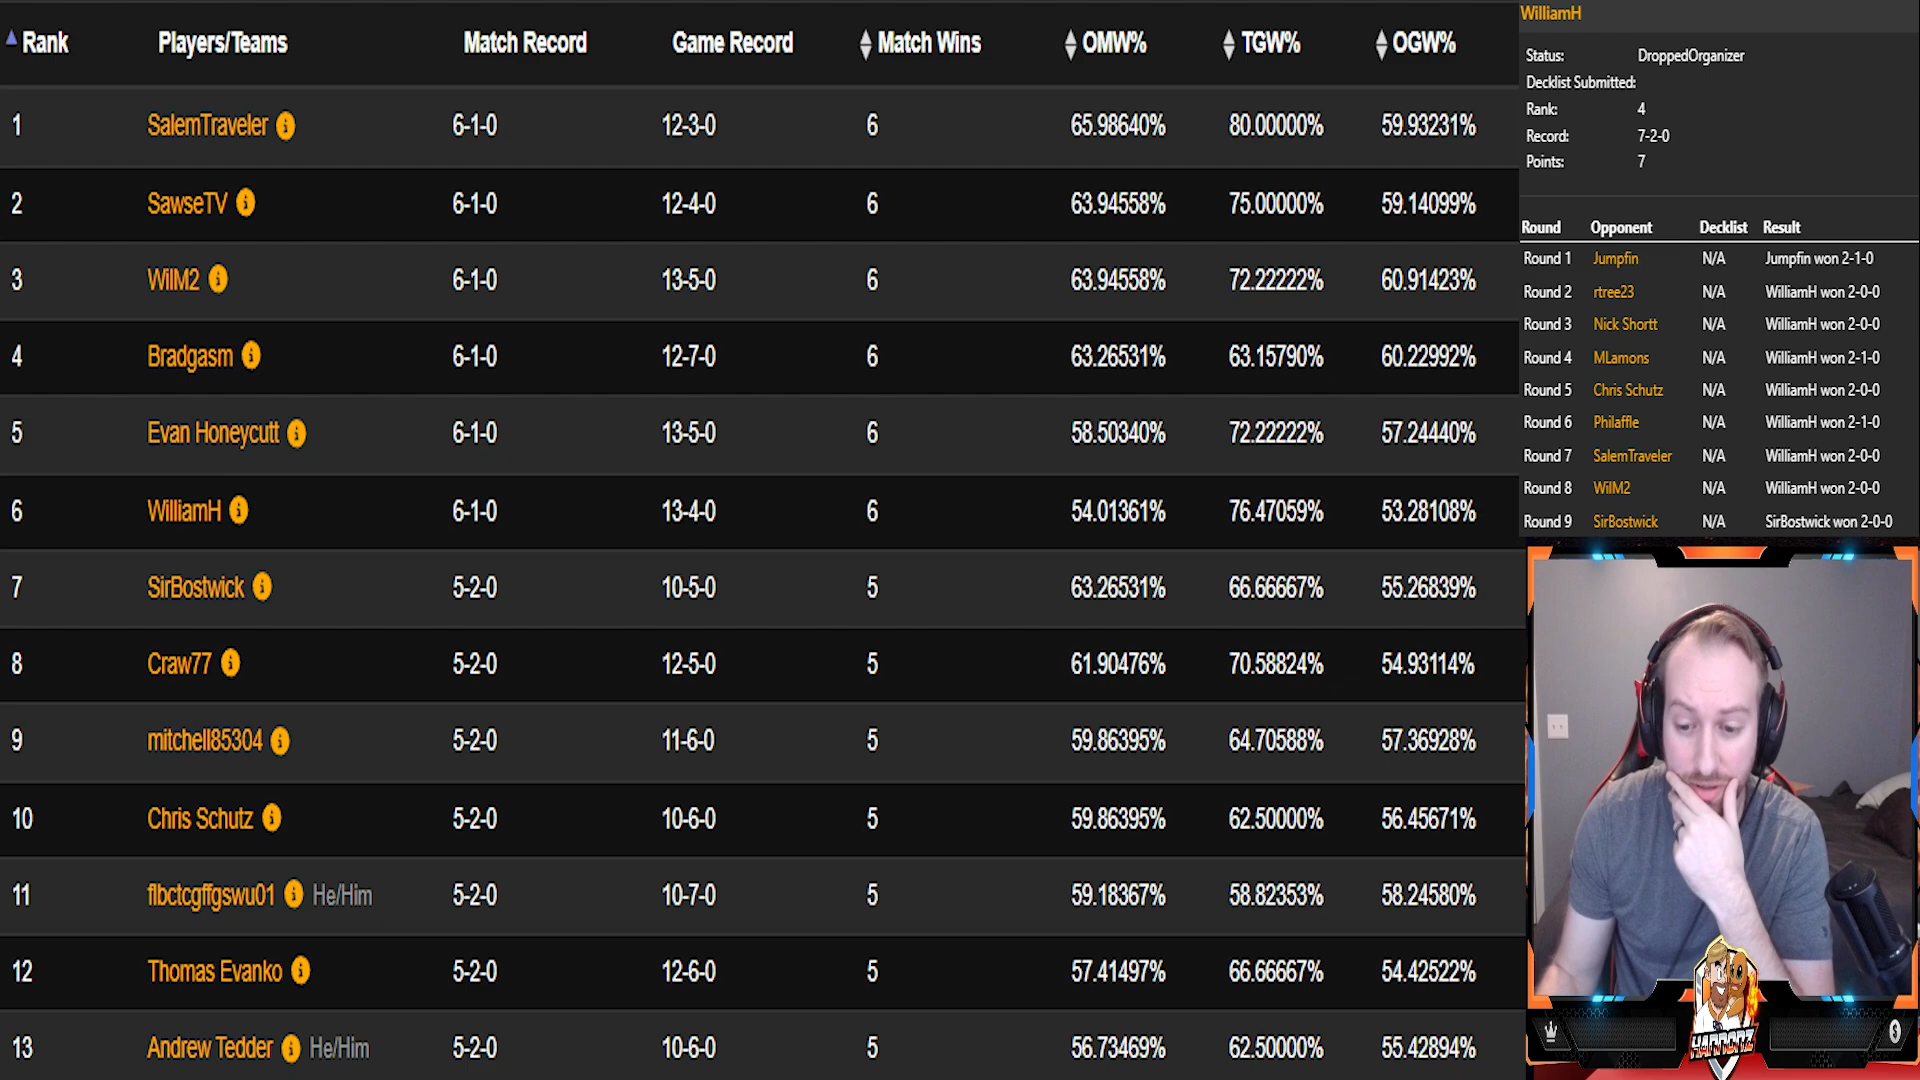 Rank Players/Teams Match Record Game Record Match Wins OMW% TGW% OGW%
1 SalemTraveler 6-1-0 12-3-0 6 65.98640% 80.00000% 59.93231%
2 SawseTV 6-1-0 12-4-0 6 63.94558% 75.00000% 59.14099%
3 WilM2 6-1-0 13-5-0 6 63.94558% 72.22222% 60.91423%
4 Bradgasm 6-1-0 12-7-0 6 63.26531% 63.15790% 60.22992%
5 Evan Honeycutt 6-1-0 13-5-0 6 58.50340% 72.22222% 57.24440%
6 WilliamH 6-1-0 13-4-0 6 54.01361% 76.47059% 53.28108%
7 SirBostwick 5-2-0 10-5-0 5 63.26531% 66.66667% 55.26839%
8 Craw77 5-2-0 12-5-0 5 61.90476% 70.58824% 54.93114%
9 mitchell85304 5-2-0 11-6-0 5 59.86395% 64.70588% 57.36928%
10 Chris Schutz 5-2-0 10-6-0 5 59.86395% 62.50000% 56.45671%
11 flbctcgffgswu01 He/Him 5-2-0 10-7-0 5 59.18367% 58.82353% 58.24580%
12 Thomas Evanko 5-2-0 12-6-0 5 57.41497% 66.66667% 54.42522%
13 Andrew Tedder He/Him 5-2-0 10-6-0 5 56.73469% 62.50000% 55.42894%
WilliamH
Status: DroppedOrganizer
Decklist Submitted:
Rank: 4
Record: 7-2-0
Points: 7
Round Opponent Decklist Result
Round 1 Jumpfin N/A Jumpfin won 2-1-0
Round 2 rtree23 N/A WilliamH won 2-0-0
Round 3 Nick Shortt N/A WilliamH won 2-0-0
Round 4 MLamons N/A WilliamH won 2-1-0
Round 5 Chris Schutz N/A WilliamH won 2-0-0
Round 6 Philaffle N/A WilliamH won 2-1-0
Round 7 SalemTraveler N/A WilliamH won 2-0-0
Round 8 WilM2 N/A WilliamH won 2-0-0
Round 9 SirBostwick N/A SirBostwick won 2-0-0
HANNONZ